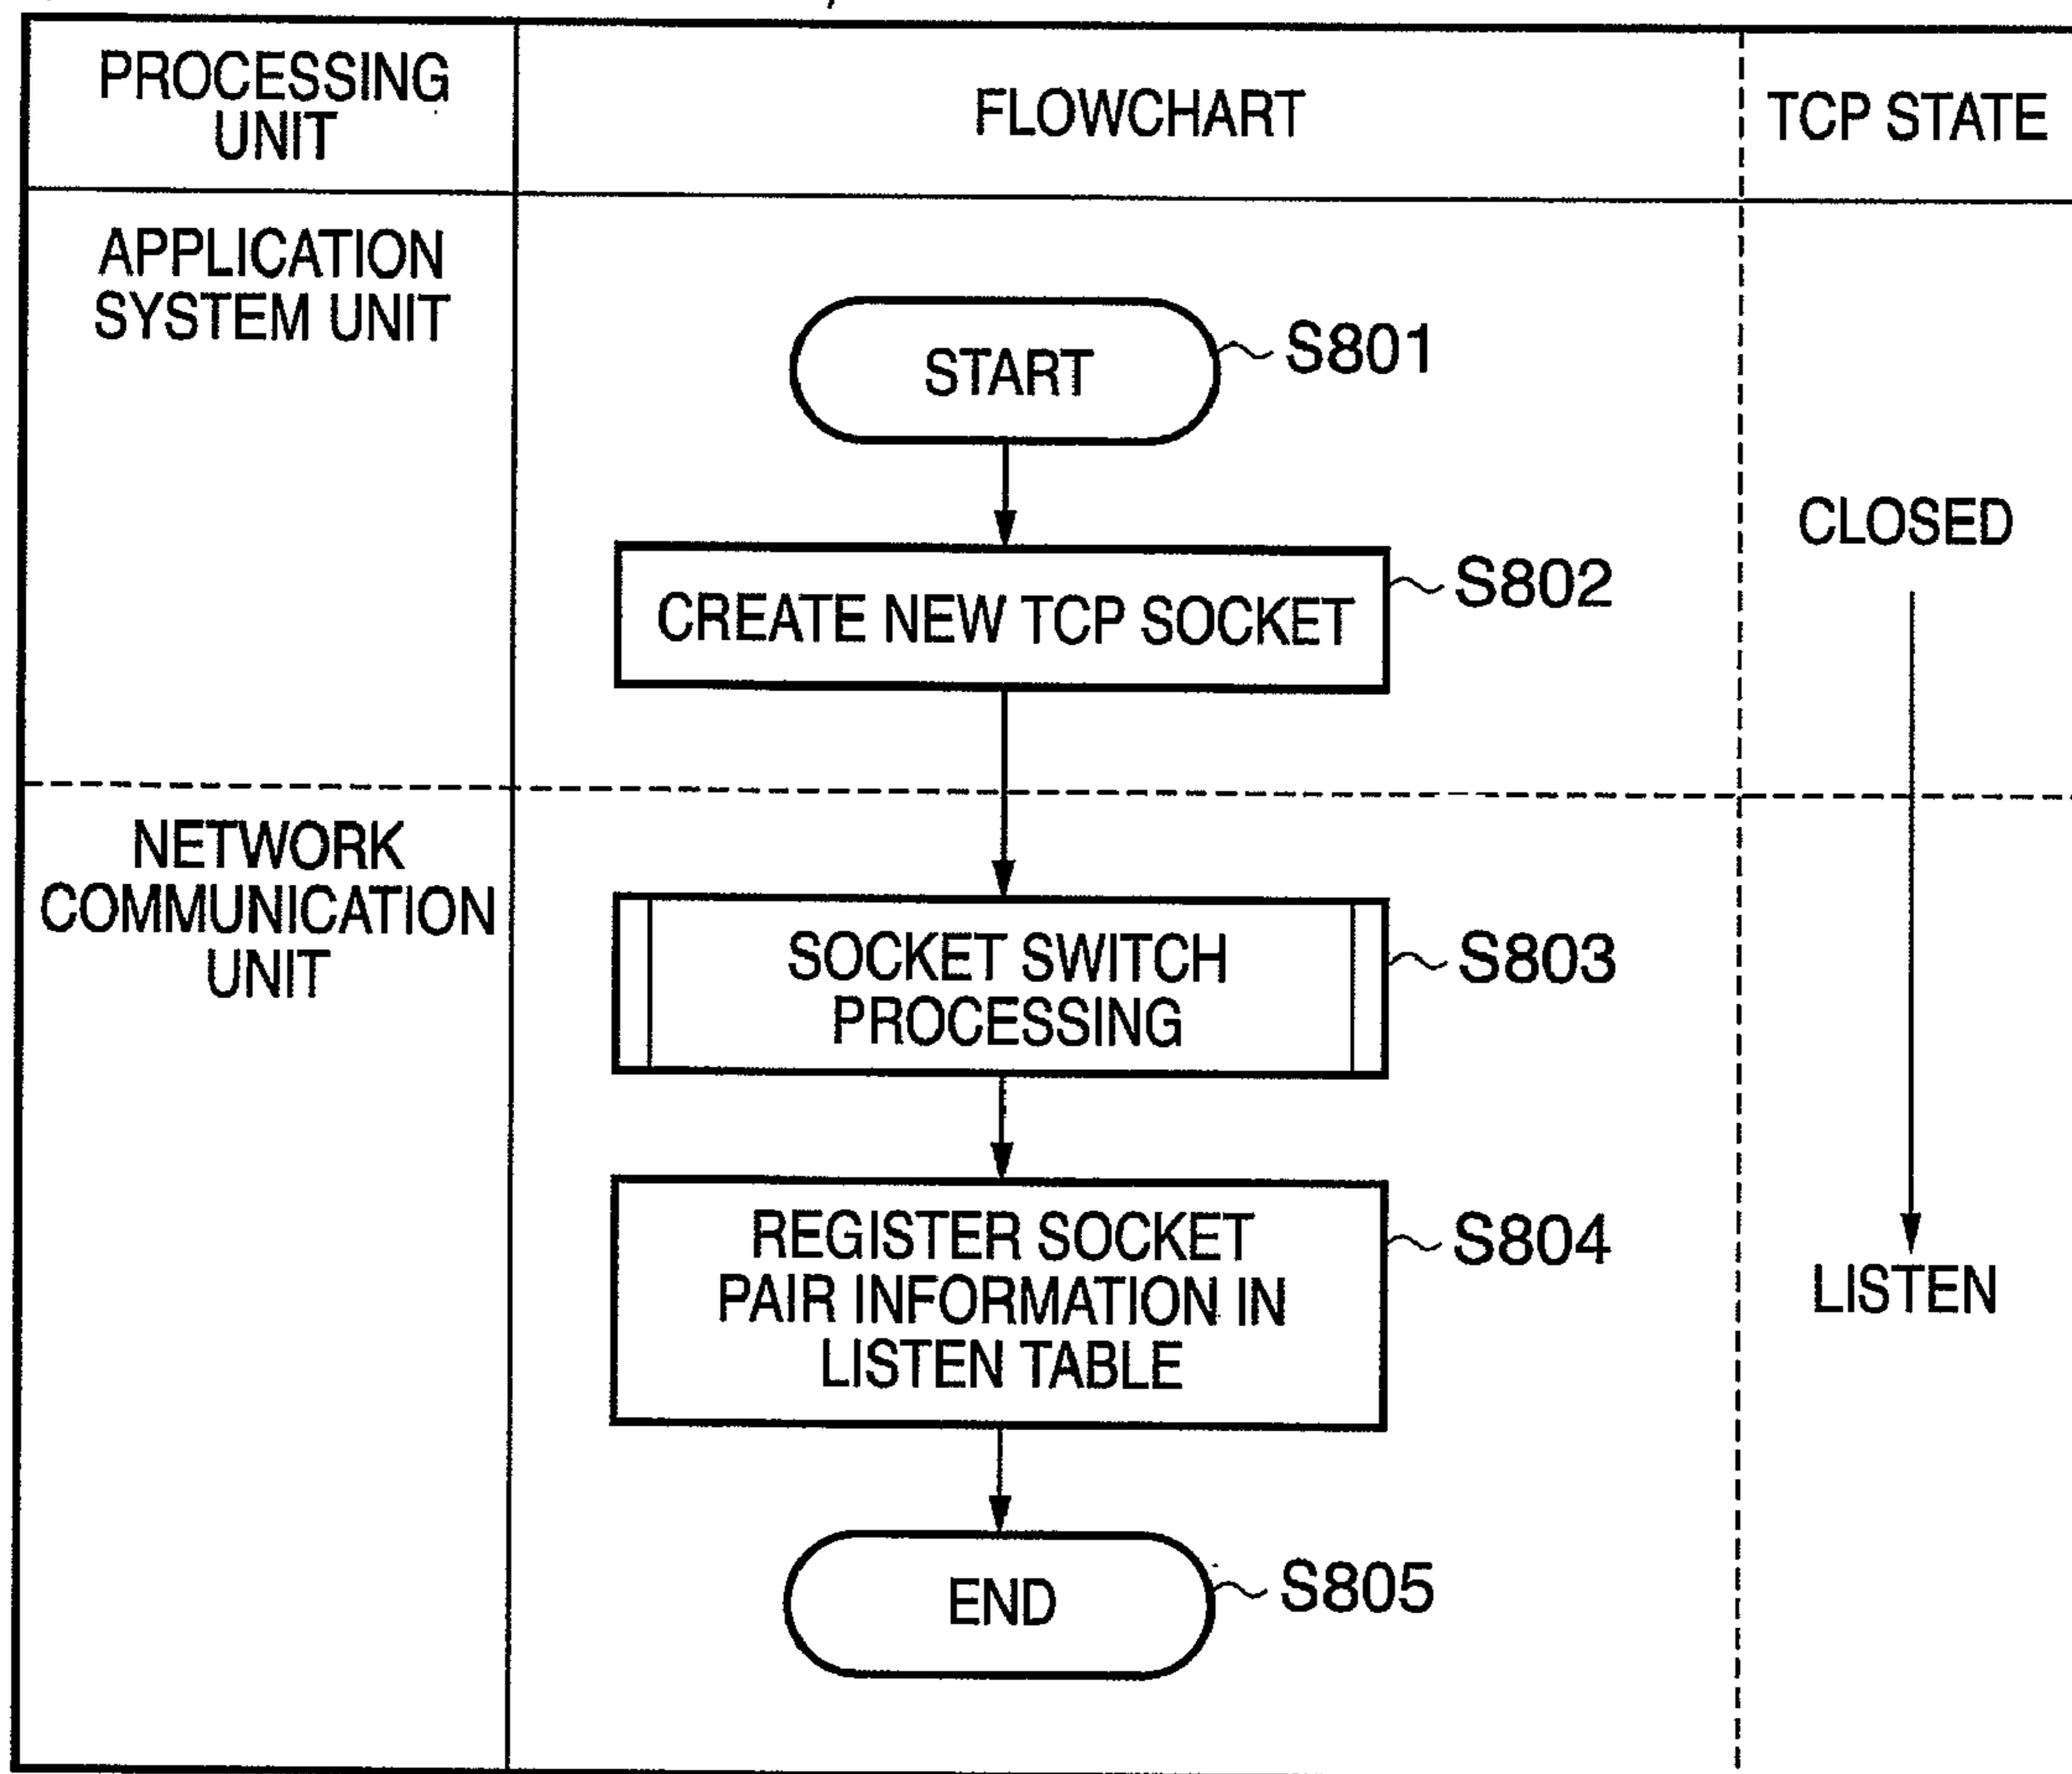 PROCESSING
UNIT
FLOWCHART
TCP STATE
APPLICATION
SYSTEM UNIT
START
S801
CREATE NEW TCP SOCKET
S802
CLOSED
NETWORK
COMMUNICATION
UNIT
SOCKET SWITCH
PROCESSING
S803
REGISTER SOCKET
PAIR INFORMATION IN
LISTEN TABLE
S804
LISTEN
END
S805